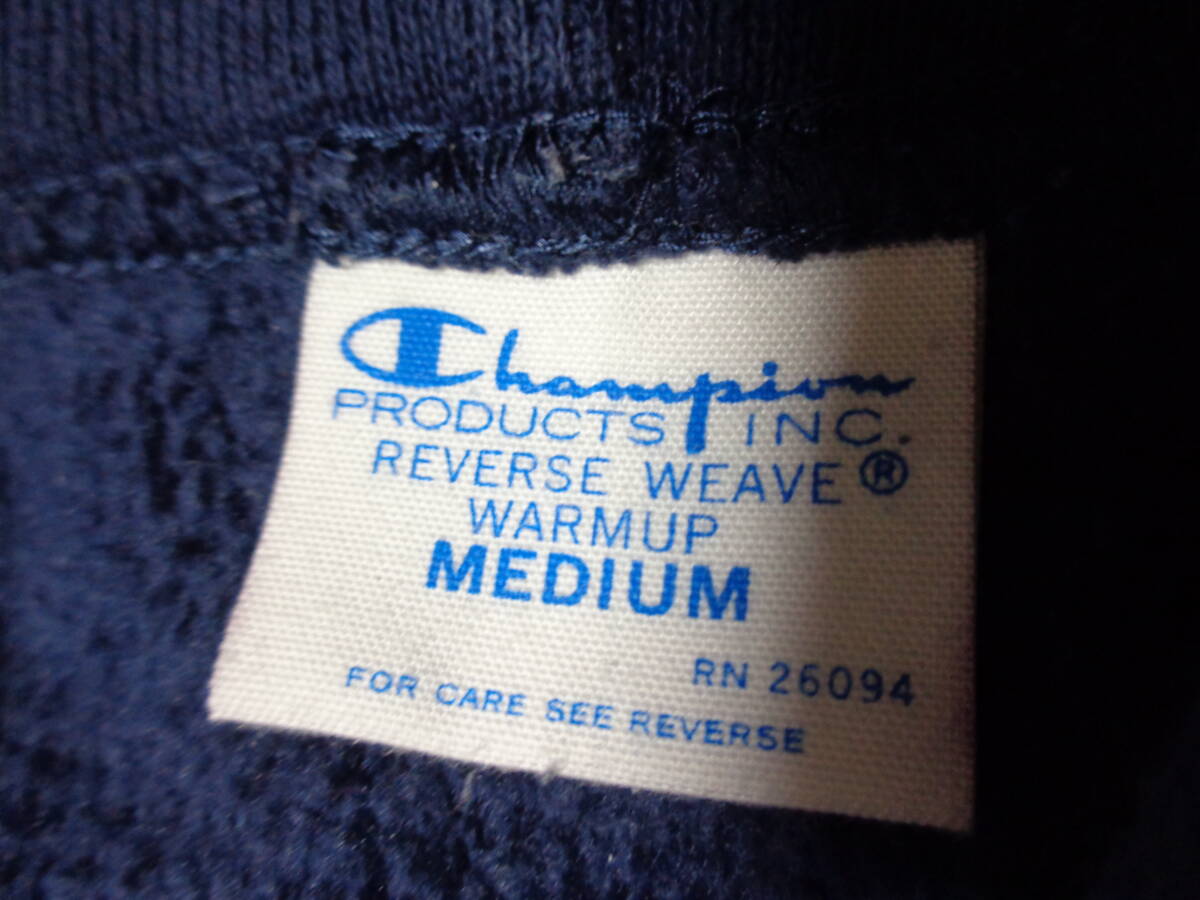 Champion
PRODUCTS INC.
REVERSE WEAVE®
WARMUP
MEDIUM
RN 26094
FOR CARE SEE REVERSE